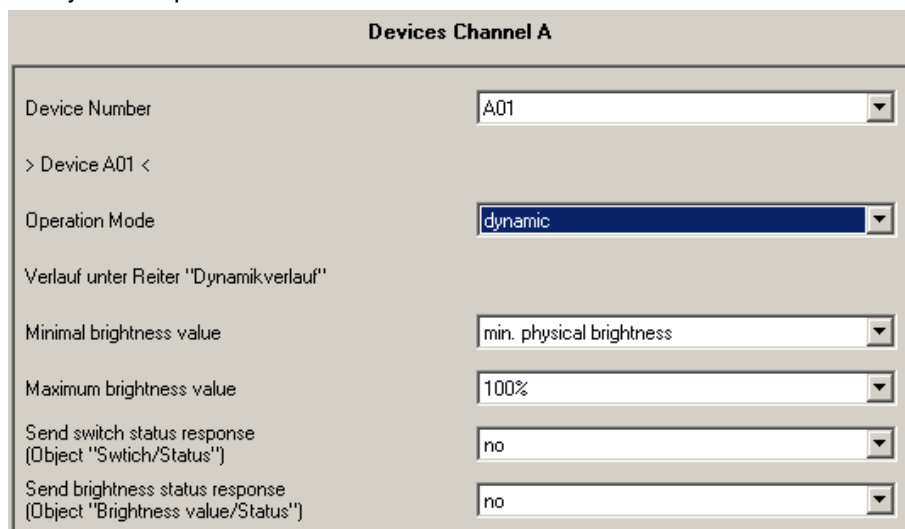 Devices Channel A
Device Number A01
> Device A01 <
Operation Mode dynamic
Verlauf unter Reiter "Dynamikverlauf"
Minimal brightness value min. physical brightness
Maximum brightness value 100%
Send switch status response
(Object "Swtich/Status") no
Send brightness status response
(Object "Brightness value/Status") no